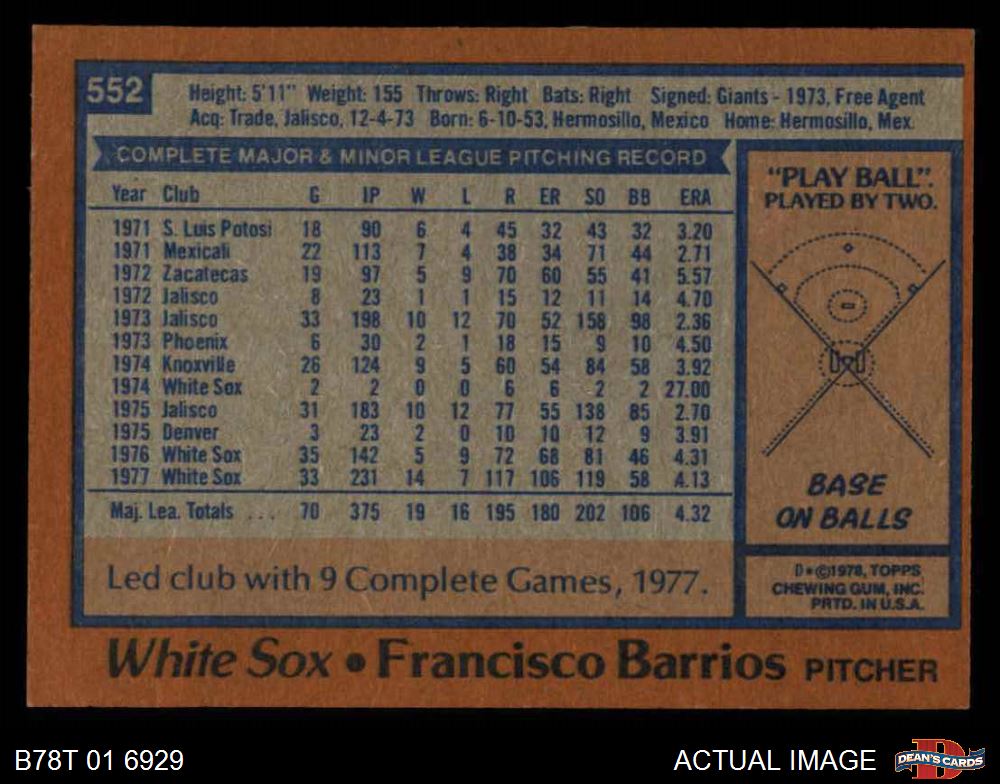 552
Height: 5'11" Weight: 155 Throws: Right Bats: Right Signed: Giants - 1973, Free Agent
Acq: Trade, Jalisco, 12-4-73 Born: 6-10-53, Hermosillo, Mexico Home: Hermosillo, Mex.
COMPLETE MAJOR & MINOR LEAGUE PITCHING RECORD
Year Club G IP W L R ER SO BB ERA
1971 S. Luis Potosi 18 90 6 4 45 32 43 32 3.20
1971 Mexicali 22 113 7 4 38 34 71 44 2.71
1972 Zacatecas 19 97 5 9 70 60 55 41 5.57
1972 Jalisco 8 23 1 1 15 12 11 14 4.70
1973 Jalisco 33 198 10 12 70 52 158 98 2.36
1973 Phoenix 6 30 2 1 18 15 9 10 4.50
1974 Knoxville 26 124 9 5 60 54 84 58 3.92
1974 White Sox 2 2 0 0 6 6 2 2 27.00
1975 Jalisco 31 183 10 12 77 55 138 85 2.70
1975 Denver 3 23 2 0 10 10 12 9 3.91
1976 White Sox 35 142 5 9 72 68 81 46 4.31
1977 White Sox 33 231 14 7 117 106 119 58 4.13
Maj. Lea. Totals ... 70 375 19 16 195 180 202 106 4.32
Led club with 9 Complete Games, 1977.
"PLAY BALL".
PLAYED BY TWO.
BASE
ON BALLS
D*©1978, TOPPS
CHEWING GUM, INC.
PRTD. IN U.S.A.
White Sox • Francisco Barrios PITCHER
B78T 01 6929
ACTUAL IMAGE
D
DEAN'S CARDS